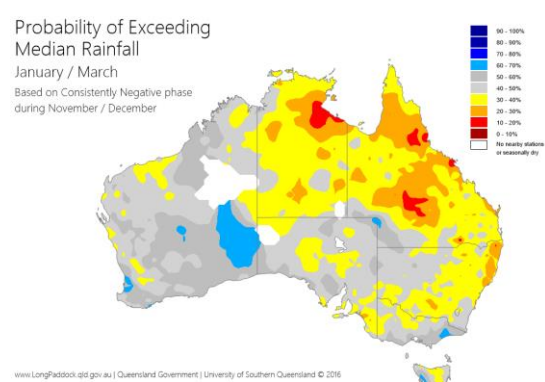 Probability of Exceeding
Median Rainfall
January / March
Based on Consistently Negative phase
during November / December
90 - 100%
80 - 90%
70 - 80%
60 - 70%
50 - 60%
40 - 50%
30 - 40%
20 - 30%
10 - 20%
0 - 10%
No nearby stations
or seasonally dry
www.LongPaddock.qld.gov.au | Queensland Government | University of Southern Queensland © 2016